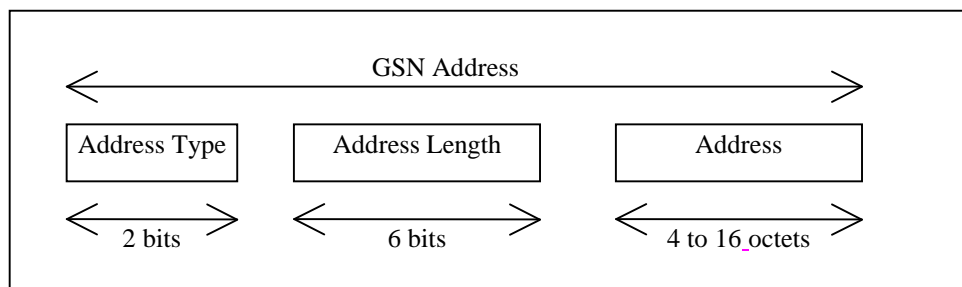 GSN Address
Address Type Address Length Address
2 bits 6 bits 4 to 16 octets